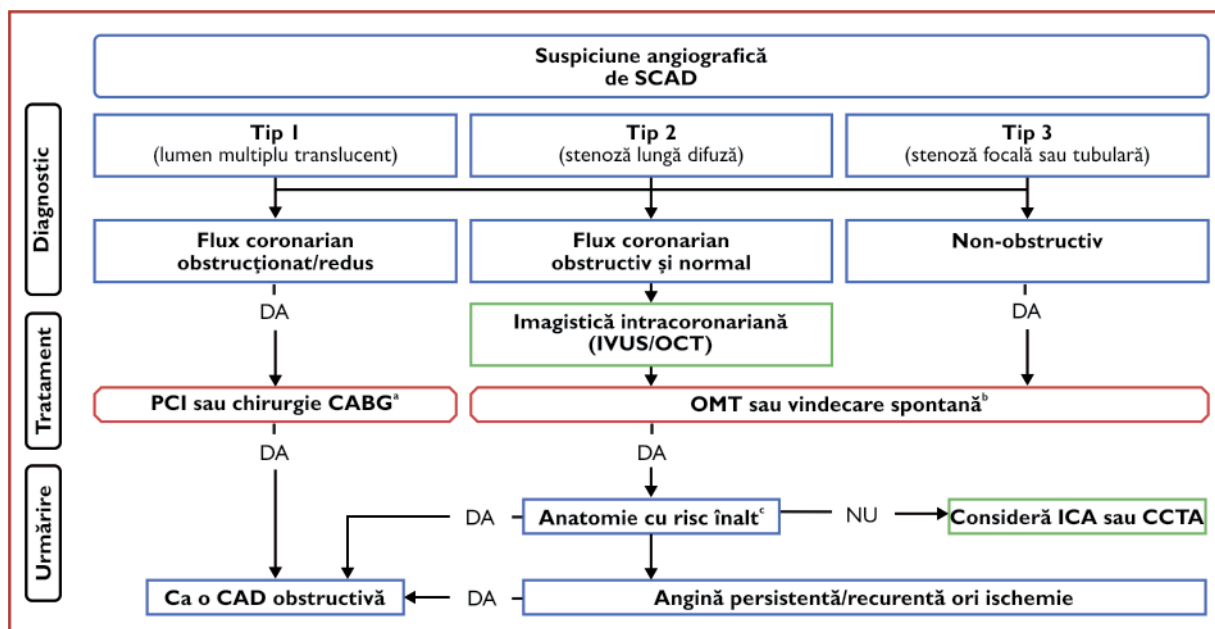 Suspiciune angiografică
de SCAD
Diagnostic
Tip 1
(lumen multiplu translucent)
Tip 2
(stenoză lungă difuză)
Tip 3
(stenoză focală sau tubulară)
Flux coronarian
obstrucționat/redus
Flux coronarian
obstructiv și normal
Non-obstructiv
DA
DA
Tratament
Imagistică intracoronariană
(IVUS/OCT)
PCI sau chirurgie CABGᵃ
OMT sau vindecare spontanăᵇ
DA
DA
Urmărire
DA
Anatomie cu risc înaltᶜ
NU
Consideră ICA sau CCTA
Ca o CAD obstructivă
DA
Angină persistentă/recurentă ori ischemie